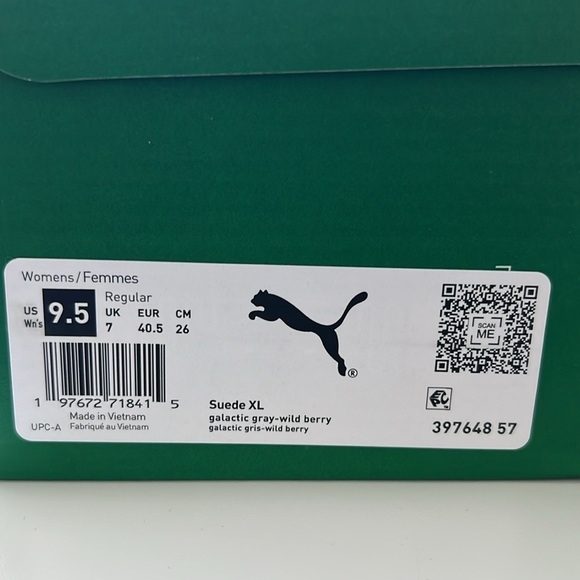 Womens/Femmes
US Wn's 9.5
Regular
UK EUR CM
7 40.5 26
1 97672 71841 5
Made in Vietnam
UPC-A Fabriqué au Vietnam
®
SCAN
ME
Suede XL
galactic gray-wild berry
galactic gris-wild berry
397648 57